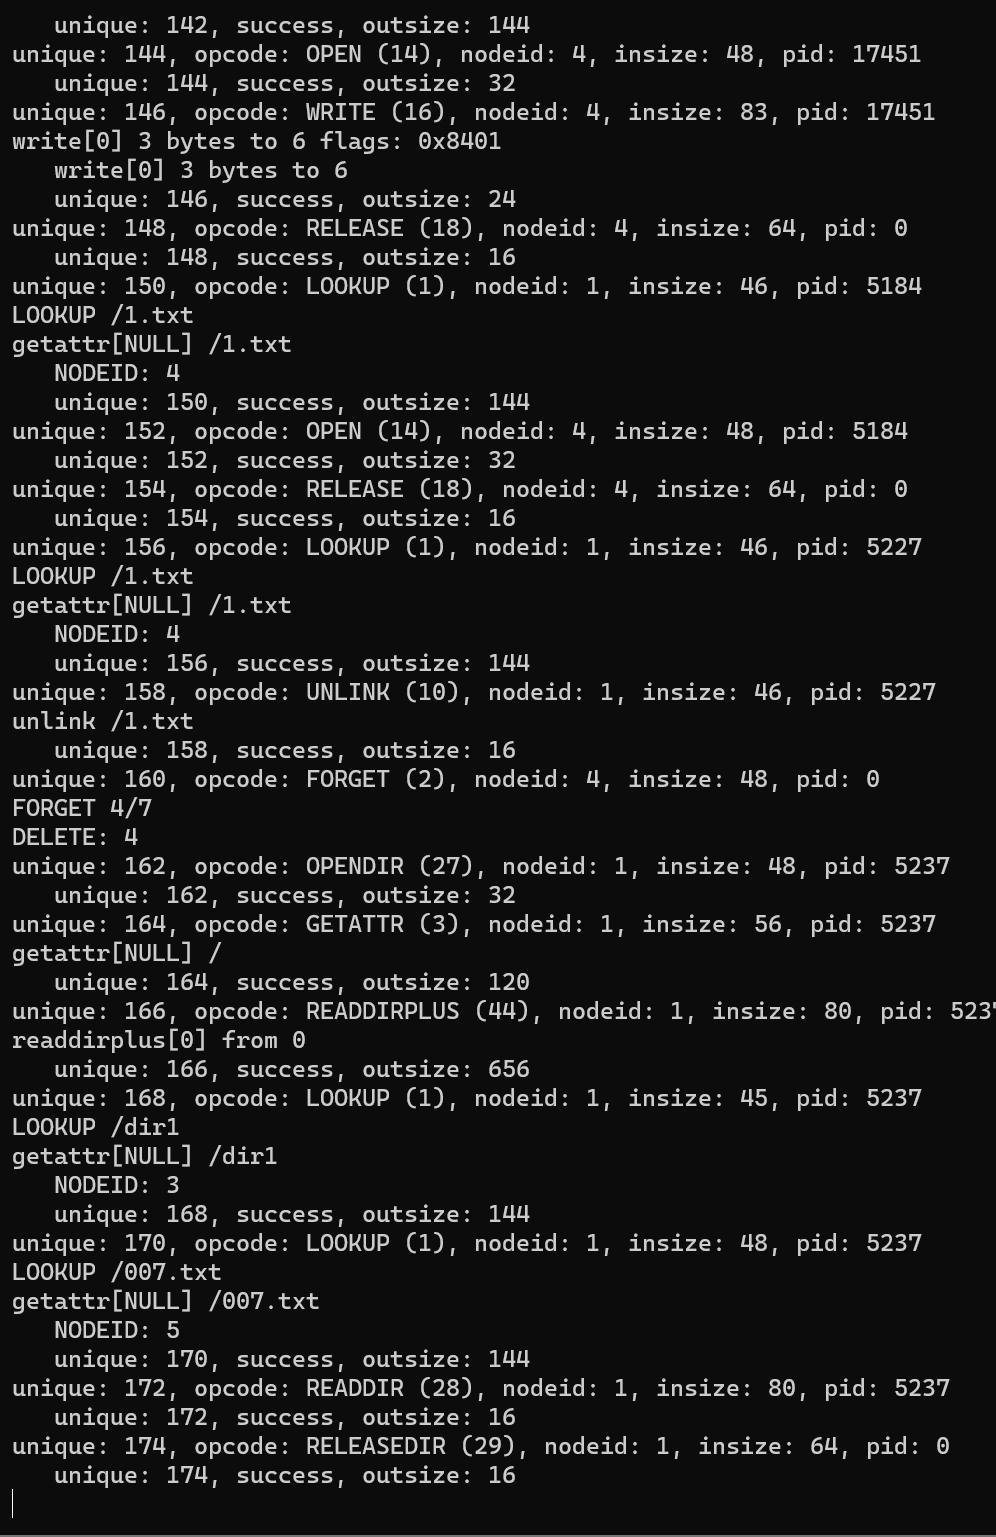 unique: 142, success, outsize: 144
unique: 144, opcode: OPEN (14), nodeid: 4, insize: 48, pid: 17451
unique: 144, success, outsize: 32
unique: 146, opcode: WRITE (16), nodeid: 4, insize: 83, pid: 17451
write[0] 3 bytes to 6 flags: 0x8401
write[0] 3 bytes to 6
unique: 146, success, outsize: 24
unique: 148, opcode: RELEASE (18), nodeid: 4, insize: 64, pid: 0
unique: 148, success, outsize: 16
unique: 150, opcode: LOOKUP (1), nodeid: 1, insize: 46, pid: 5184
LOOKUP /1.txt
getattr[NULL] /1.txt
NODEID: 4
unique: 150, success, outsize: 144
unique: 152, opcode: OPEN (14), nodeid: 4, insize: 48, pid: 5184
unique: 152, success, outsize: 32
unique: 154, opcode: RELEASE (18), nodeid: 4, insize: 64, pid: 0
unique: 154, success, outsize: 16
unique: 156, opcode: LOOKUP (1), nodeid: 1, insize: 46, pid: 5227
LOOKUP /1.txt
getattr[NULL] /1.txt
NODEID: 4
unique: 156, success, outsize: 144
unique: 158, opcode: UNLINK (10), nodeid: 1, insize: 46, pid: 5227
unlink /1.txt
unique: 158, success, outsize: 16
unique: 160, opcode: FORGET (2), nodeid: 4, insize: 48, pid: 0
FORGET 4/7
DELETE: 4
unique: 162, opcode: OPENDIR (27), nodeid: 1, insize: 48, pid: 5237
unique: 162, success, outsize: 32
unique: 164, opcode: GETATTR (3), nodeid: 1, insize: 56, pid: 5237
getattr[NULL] /
unique: 164, success, outsize: 120
unique: 166, opcode: READDIRPLUS (44), nodeid: 1, insize: 80, pid: 5237
readdirplus[0] from 0
unique: 166, success, outsize: 656
unique: 168, opcode: LOOKUP (1), nodeid: 1, insize: 45, pid: 5237
LOOKUP /dir1
getattr[NULL] /dir1
NODEID: 3
unique: 168, success, outsize: 144
unique: 170, opcode: LOOKUP (1), nodeid: 1, insize: 48, pid: 5237
LOOKUP /007.txt
getattr[NULL] /007.txt
NODEID: 5
unique: 170, success, outsize: 144
unique: 172, opcode: READDIR (28), nodeid: 1, insize: 80, pid: 5237
unique: 172, success, outsize: 16
unique: 174, opcode: RELEASEDIR (29), nodeid: 1, insize: 64, pid: 0
unique: 174, success, outsize: 16